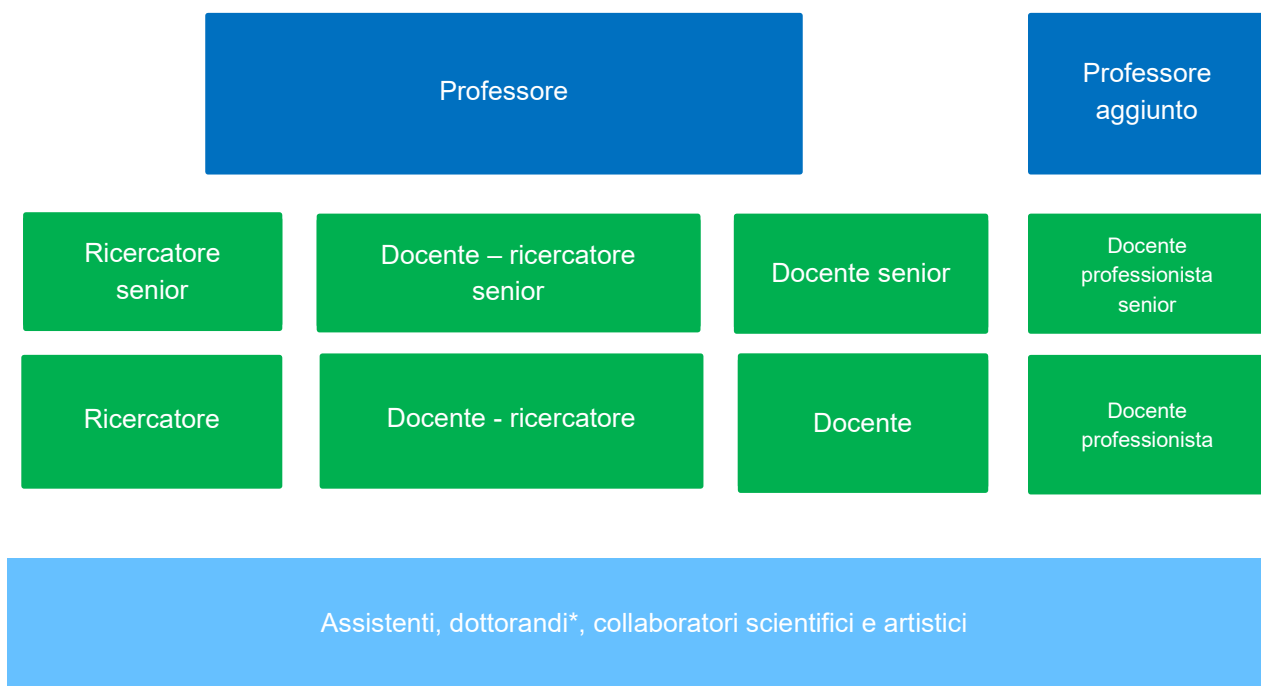 Professore
Professore
aggiunto
Ricercatore
senior
Docente – ricercatore
senior
Docente senior
Docente
professionista
senior
Ricercatore
Docente - ricercatore
Docente
Docente
professionista
Assistenti, dottorandi*, collaboratori scientifici e artistici